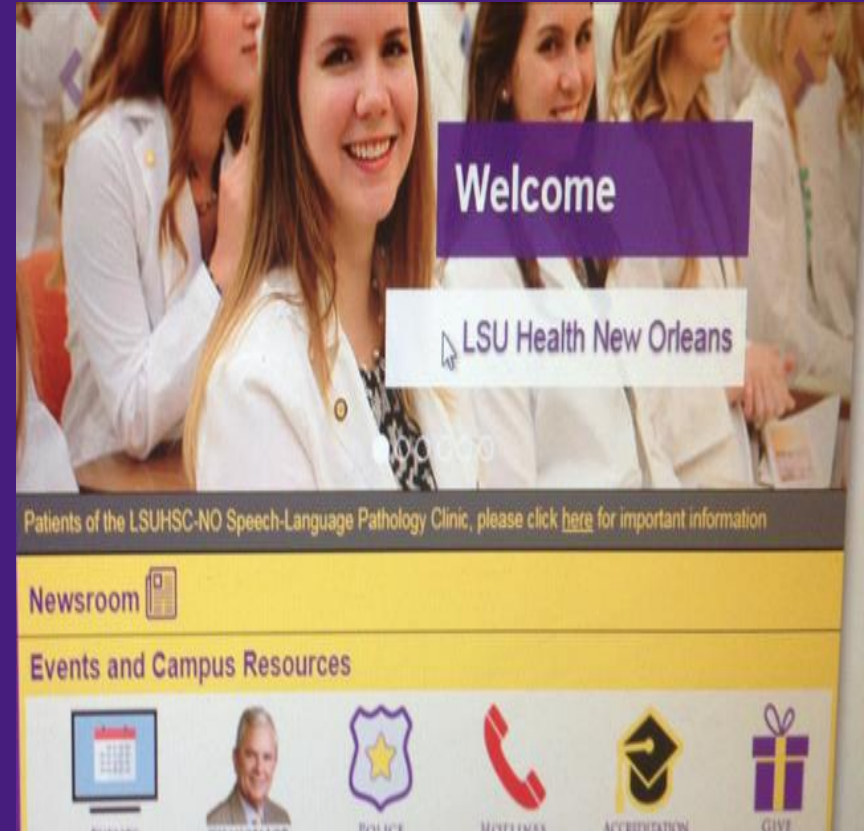 Welcome
LSU Health New Orleans
Patients of the LSUHSC-NO Speech-Language Pathology Clinic, please click here for important information
Newsroom
Events and Campus Resources
POLICE
HOTLINES
ACCREDITATION
GIVE